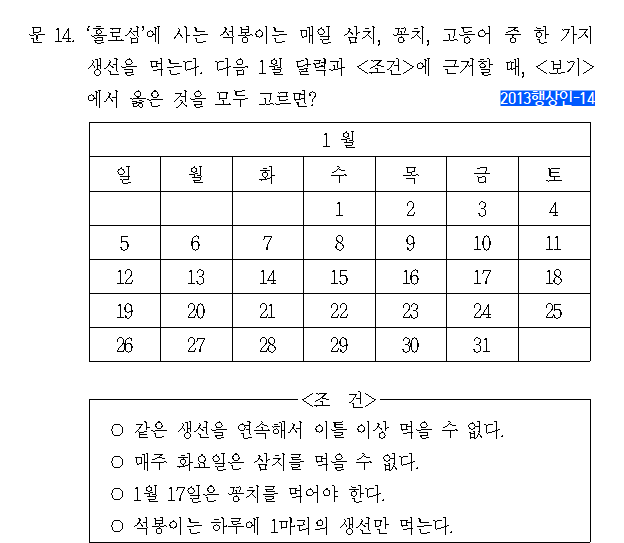 문 14. ‘홀로섬’에 사는 석봉이는 매일 삼치, 꽁치, 고등어 중 한 가지
생선을 먹는다. 다음 1월 달력과 <조건>에 근거할 때, <보기>
에서 옳은 것을 모두 고르면? 2013행상인-14
1 월
일 월 화 수 목 금 토
1 2 3 4
5 6 7 8 9 10 11
12 13 14 15 16 17 18
19 20 21 22 23 24 25
26 27 28 29 30 31
<조 건>
○ 같은 생선을 연속해서 이틀 이상 먹을 수 없다.
○ 매주 화요일은 삼치를 먹을 수 없다.
○ 1월 17일은 꽁치를 먹어야 한다.
○ 석봉이는 하루에 1마리의 생선만 먹는다.